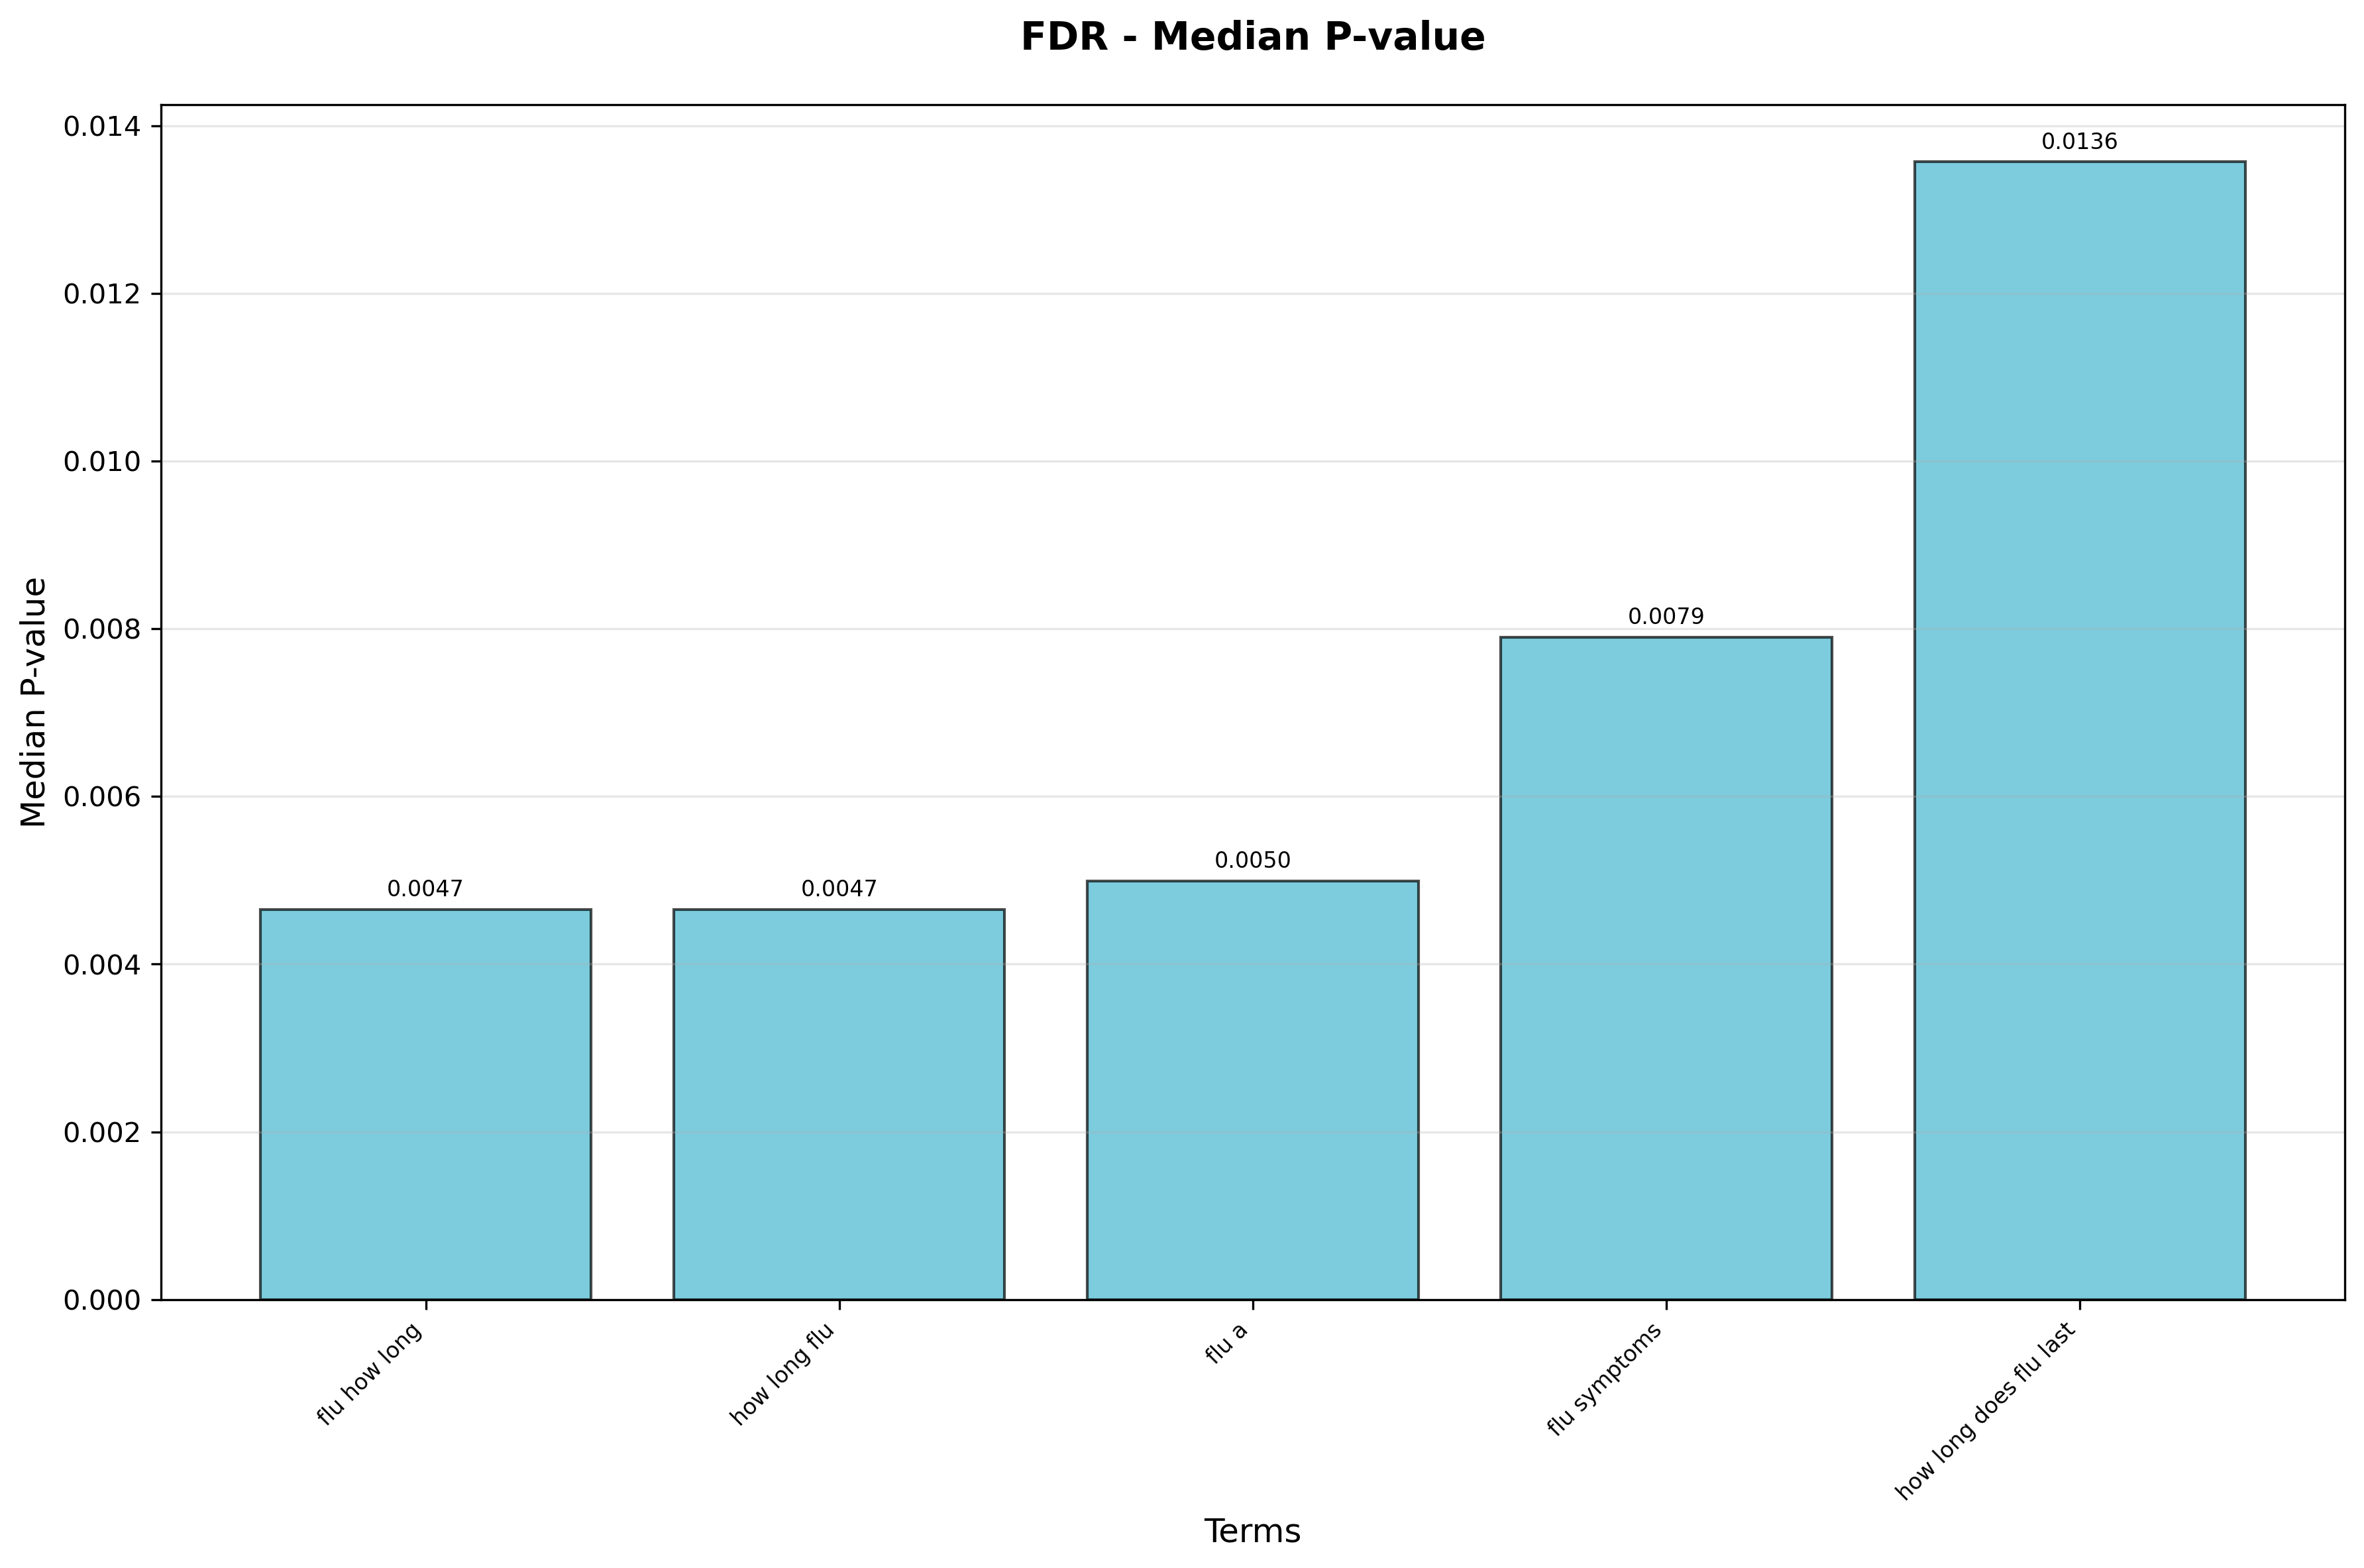 FDR - Median P-value
Median P-value
0.014
0.012
0.010
0.008
0.006
0.004
0.002
0.000
0.0047
0.0047
0.0050
0.0079
0.0136
flu how long
how long flu
flu a
flu symptoms
how long does flu last
Terms